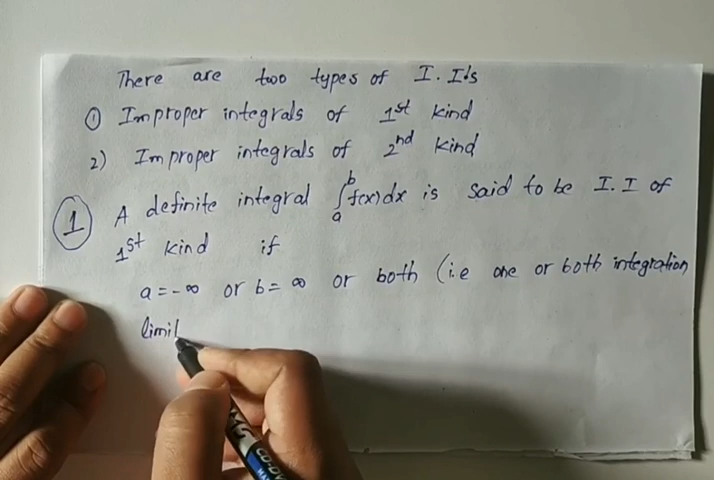 There are two types of I.I's
① Improper integrals of 1st kind
2) Improper integrals of 2nd kind
① A definite integral ∫ₐᵇ f(x)dx is said to be I.I of
1st kind if
a = -∞ or b = ∞ or both (i.e one or both integration
limit